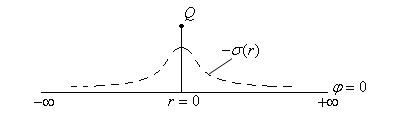 Q
−σ(r)
φ = 0
−∞ r = 0 +∞